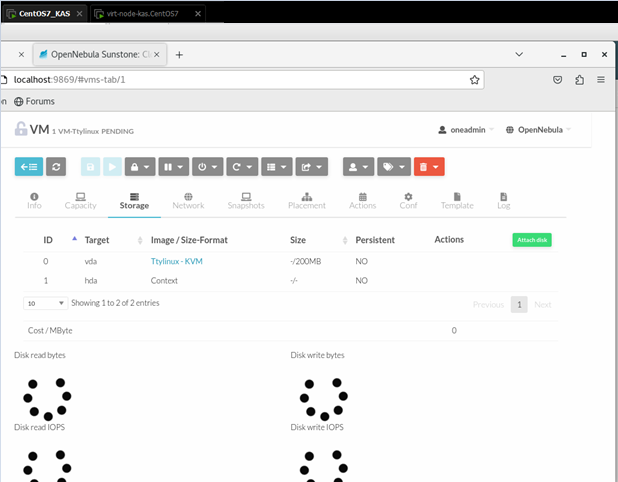 CentOS7_KAS × virt-node-kas.CentOS7 ×
× OpenNebula Sunstone: Cl × +
localhost:9869/#vms-tab/1
on Forums
VM 1 VM-Ttylinux PENDING oneadmin OpenNebula
Info Capacity Storage Network Snapshots Placement Actions Conf Template Log
ID Target Image / Size-Format Size Persistent Actions Attach disk
0 vda Ttylinux - KVM -/200MB NO
1 hda Context -/- NO
10 Showing 1 to 2 of 2 entries Previous 1 Next
Cost / MByte 0
Disk read bytes Disk write bytes
Disk read IOPS Disk write IOPS